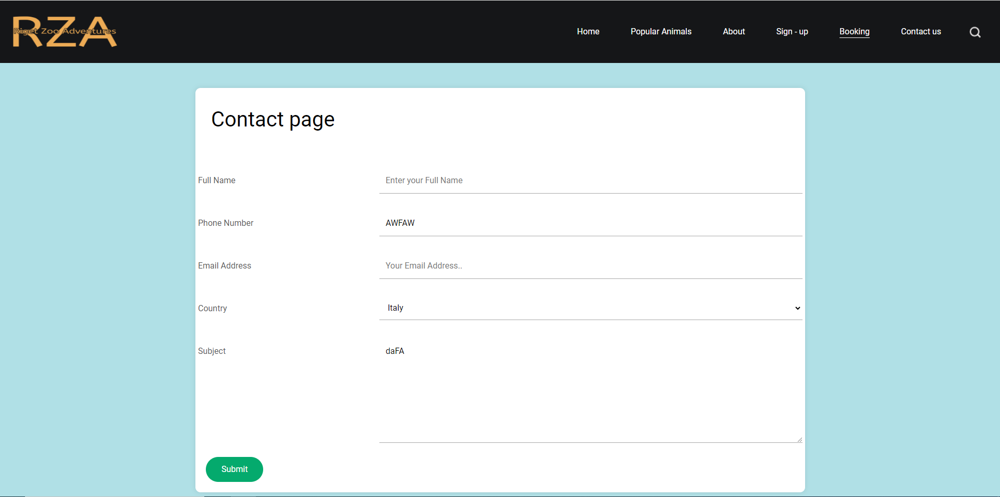 RZA
Riget Zoo Adventures
Home Popular Animals About Sign - up Booking Contact us
Contact page
Full Name Enter your Full Name
Phone Number AWFAW
Email Address Your Email Address..
Country Italy
Subject daFA
Submit